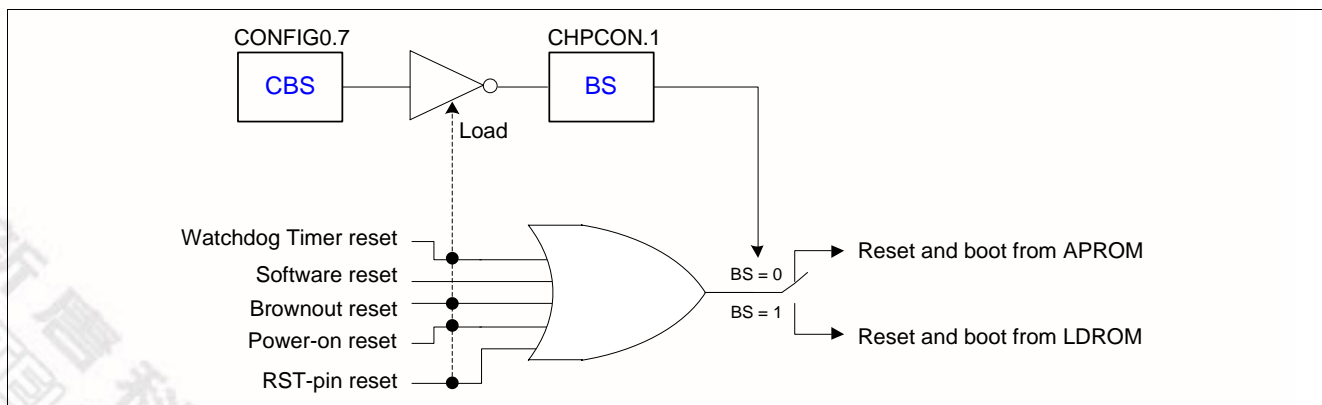 CONFIG0.7
CHPCON.1
CBS
BS
Load
Watchdog Timer reset
Software reset
Brownout reset
Power-on reset
RST-pin reset
BS = 0
BS = 1
Reset and boot from APROM
Reset and boot from LDROM